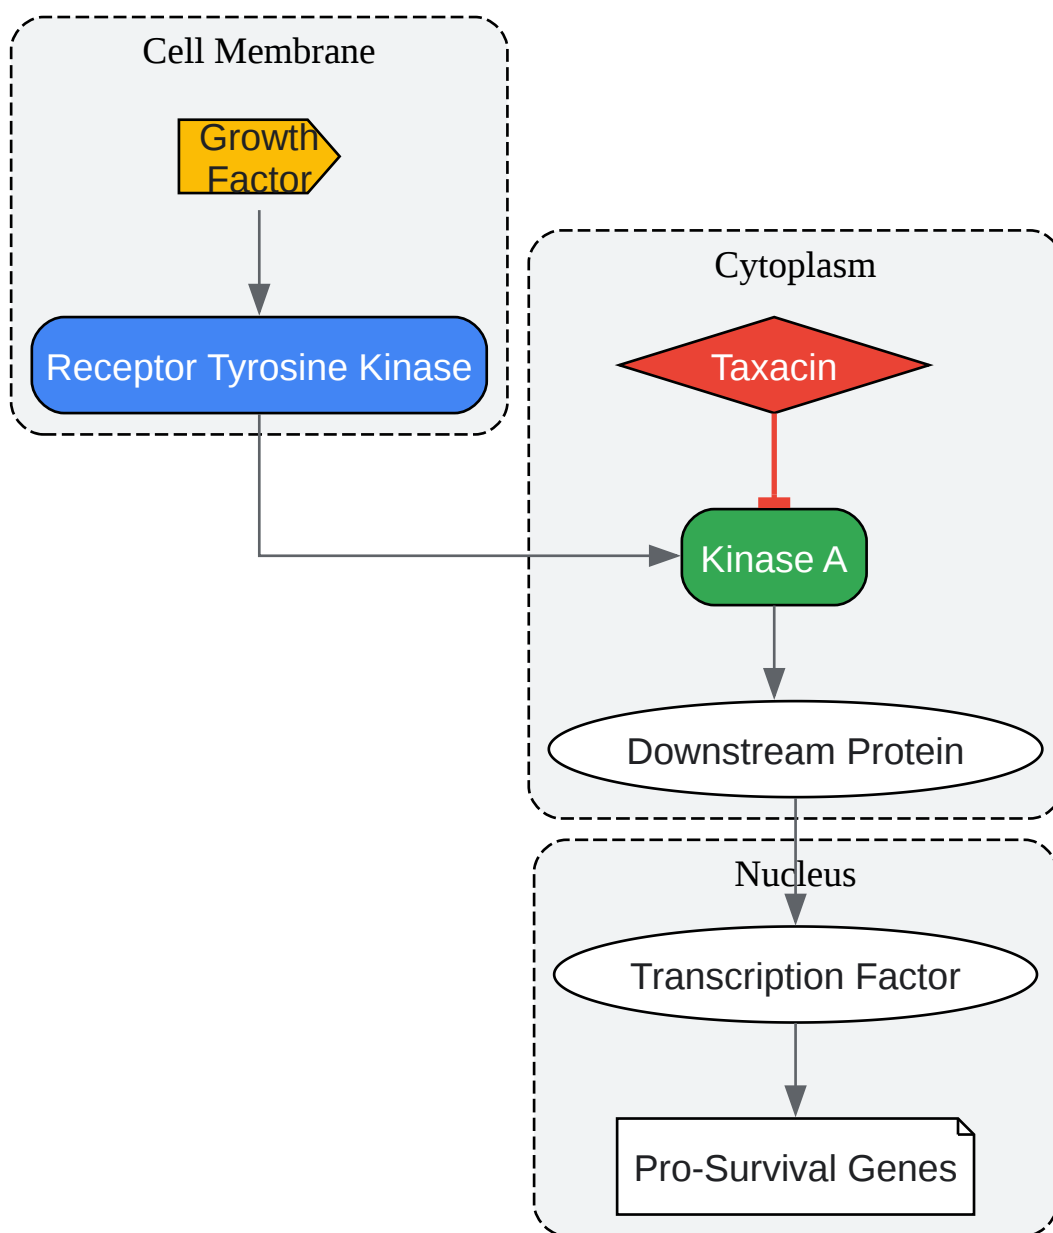 Cell Membrane
Growth
Factor
Receptor Tyrosine Kinase
Cytoplasm
Taxacin
Kinase A
Downstream Protein
Nucleus
Transcription Factor
Pro-Survival Genes